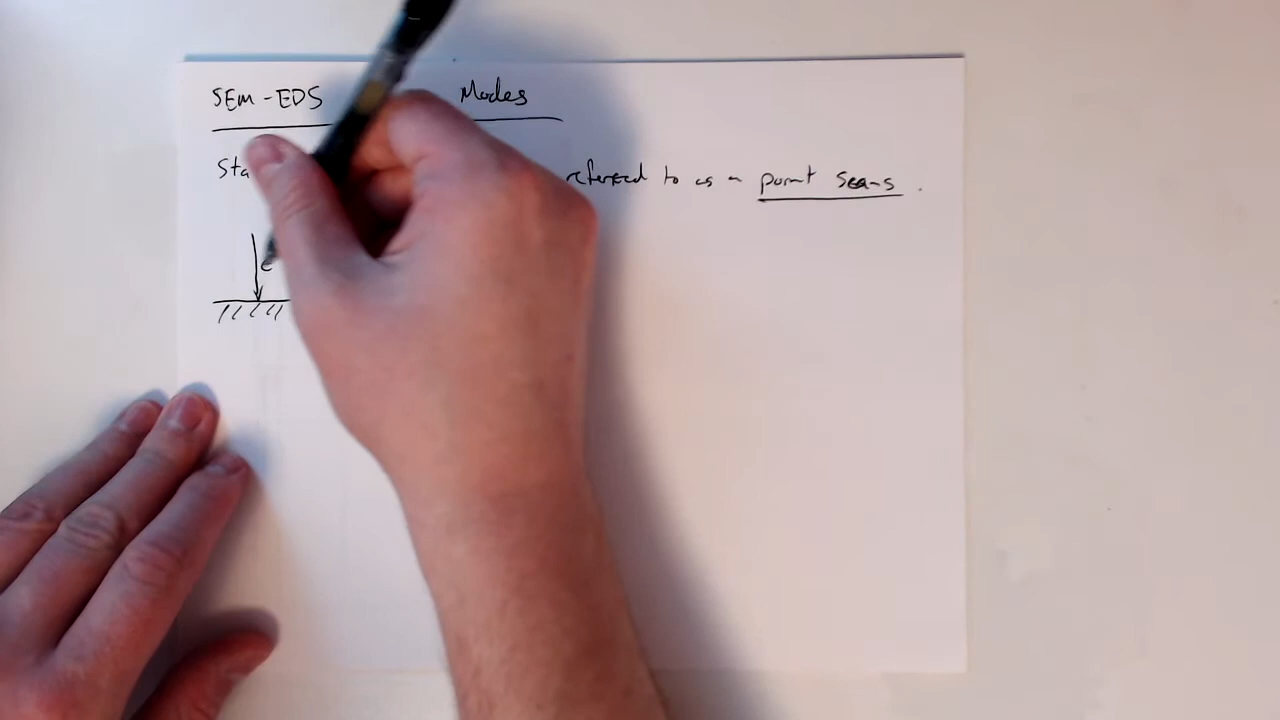 SEM-EDS Modes
Sta referred to as a point scans.
e